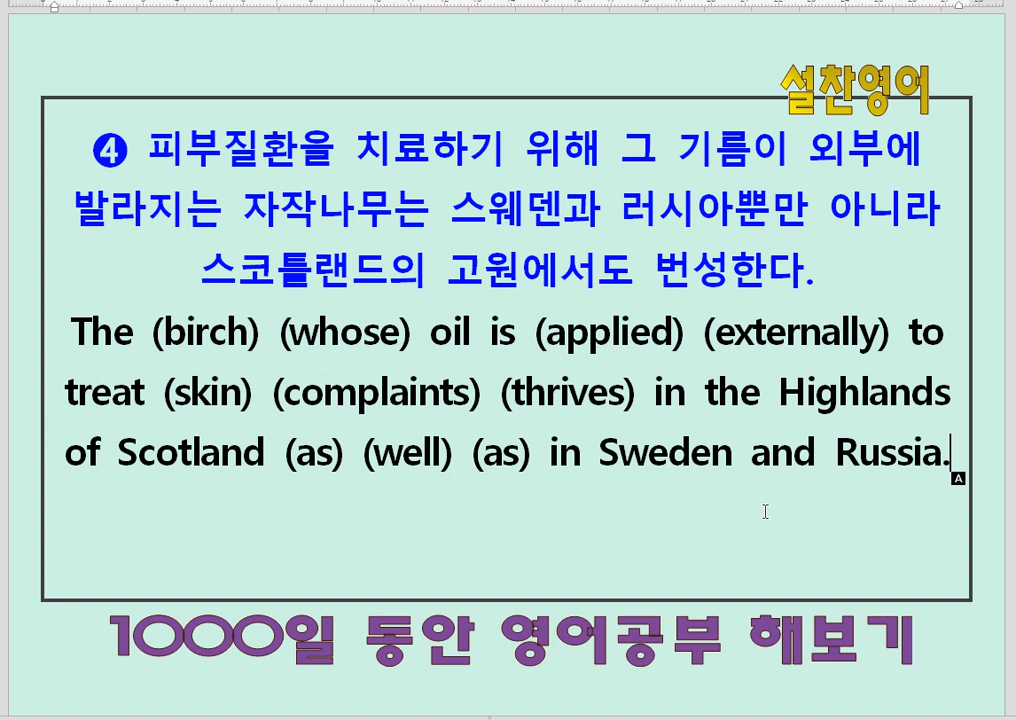 설찬영어
❹ 피부질환을 치료하기 위해 그 기름이 외부에
발라지는 자작나무는 스웨덴과 러시아뿐만 아니라
스코틀랜드의 고원에서도 번성한다.
The (birch) (whose) oil is (applied) (externally) to
treat (skin) (complaints) (thrives) in the Highlands
of Scotland (as) (well) (as) in Sweden and Russia.
A
1000일 동안 영어공부 해보기